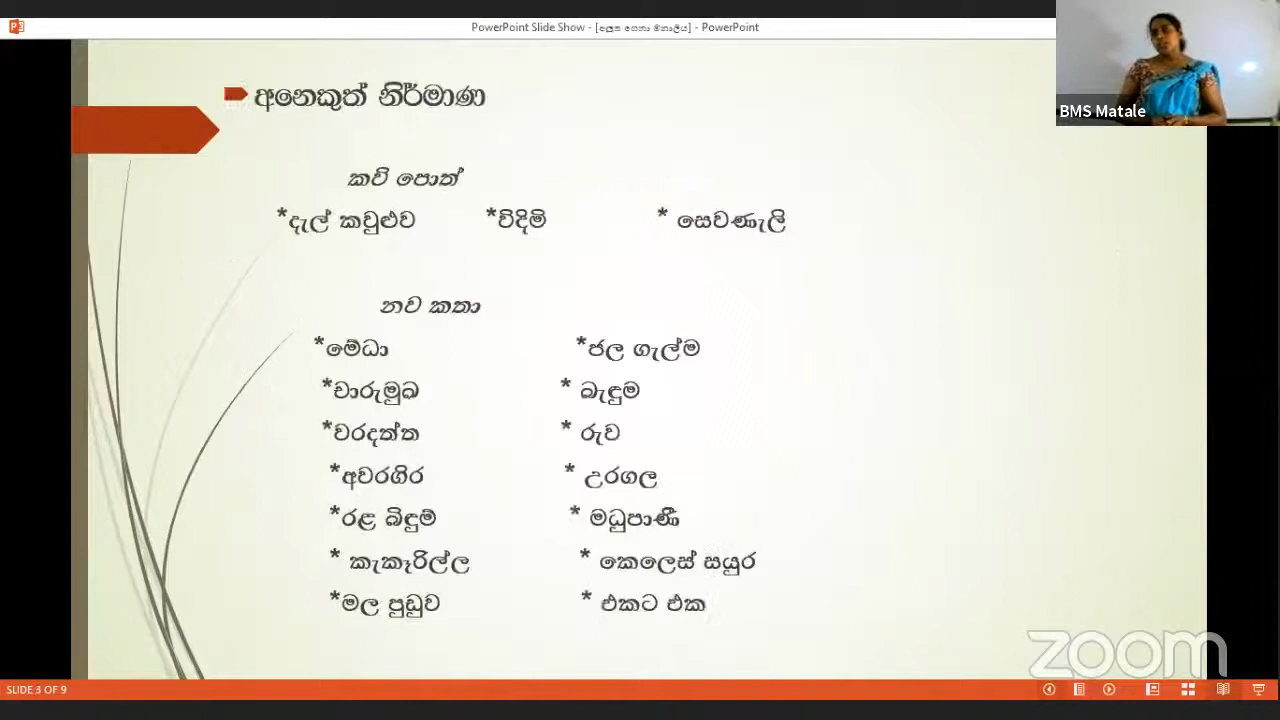 PowerPoint Slide Show - [අලුත ගෙනා මනාලිය] - PowerPoint
BMS Matale
අනෙකුත් නිර්මාණ
කවි පොත්
*දැල් කවුළුව *විදිමි * සෙවණැලි
නව කතා
*මේධා *ජල ගැල්ම
*චාරුමුඛ * බැඳුම
*වරදත්ත * රුව
*අවරගිර * උරගල
*රළ බිඳුම් * මධුපාණී
* කැකෑරිල්ල * කෙලෙස් සයුර
*මල පුඩුව * එකට එක
zoom
SLIDE 3 OF 9